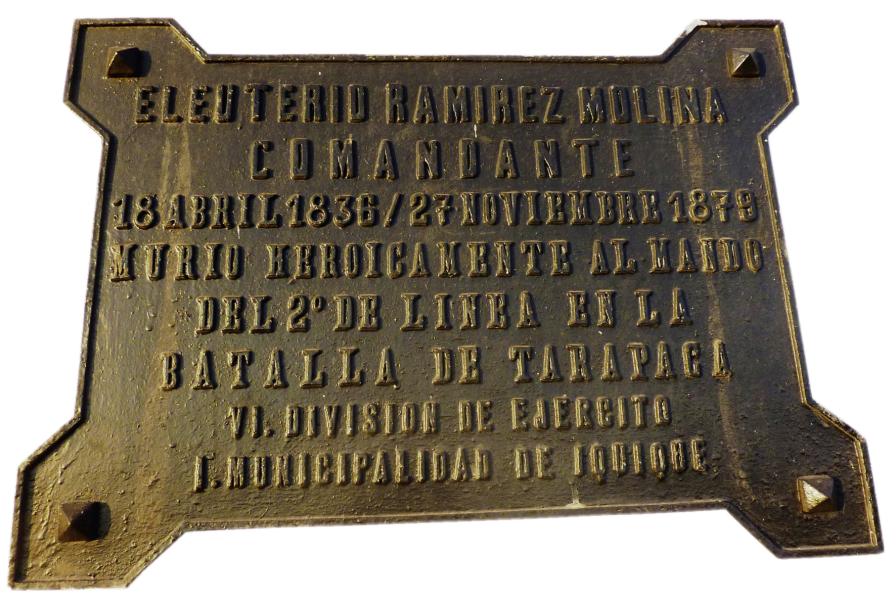 ELEUTERIO RAMIREZ MOLINA
COMANDANTE
18 ABRIL 1836/27 NOVIEMBRE 1879
MURIO HEROICAMENTE AL MANDO
DEL 2º DE LINEA EN LA
BATALLA DE TARAPACA
VI. DIVISION DE EJERCITO
I. MUNICIPALIDAD DE IQUIQUE